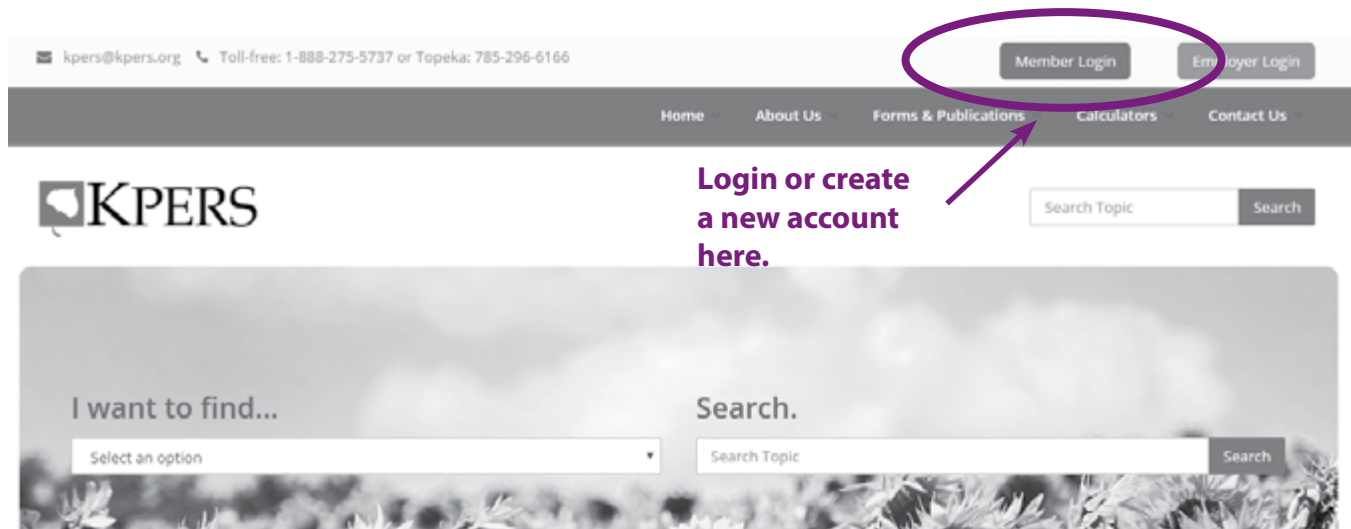 kpers@kpers.org Toll-free: 1-888-275-5737 or Topeka: 785-296-6166
Member Login
Employer Login
Home About Us Forms & Publications Calculators Contact Us
KPERS
Login or create
a new account
here.
Search Topic Search
I want to find...
Select an option
Search.
Search Topic Search